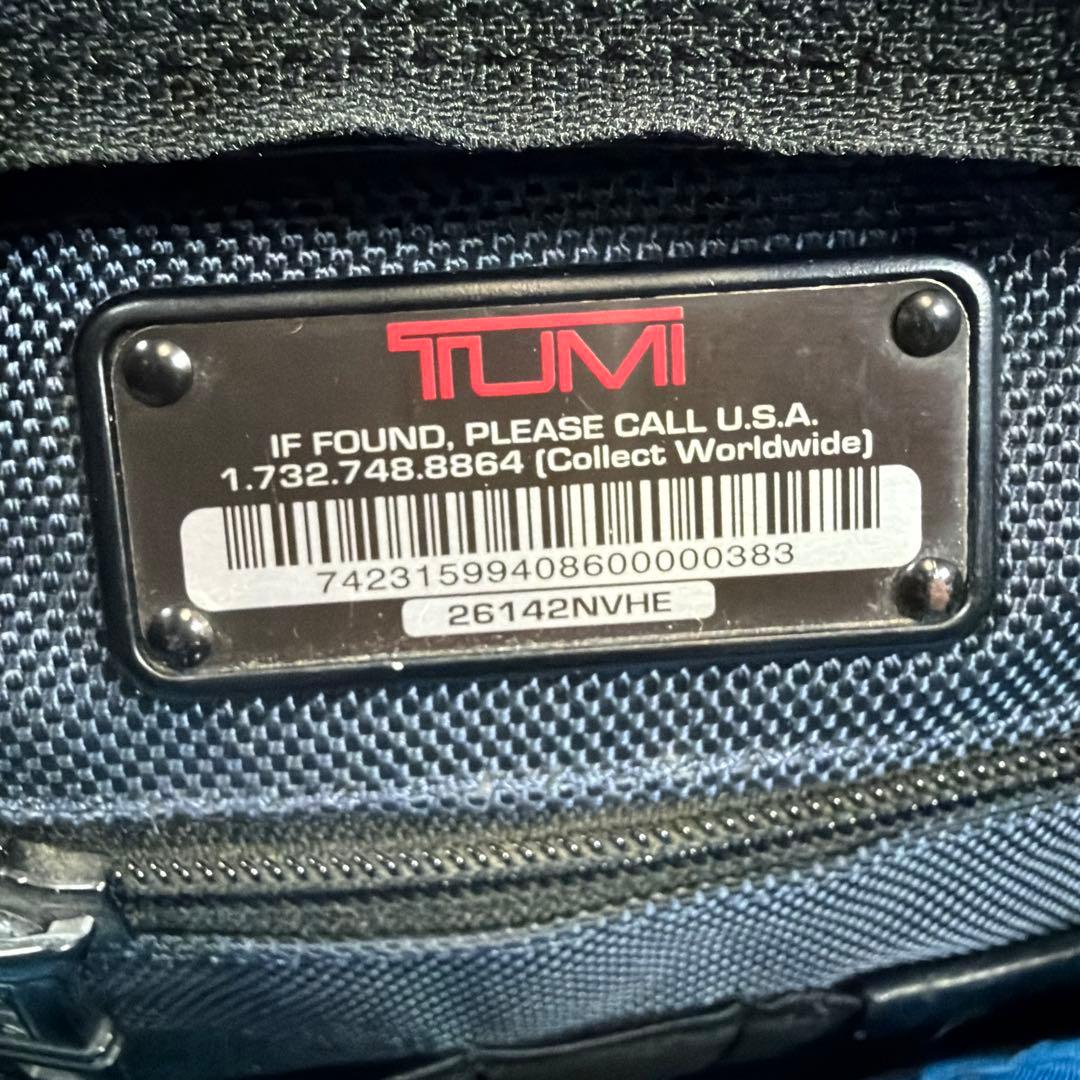 TUMI
IF FOUND, PLEASE CALL U.S.A.
1.732.748.8864 (Collect Worldwide)
74231599408600000383
26142NVHE